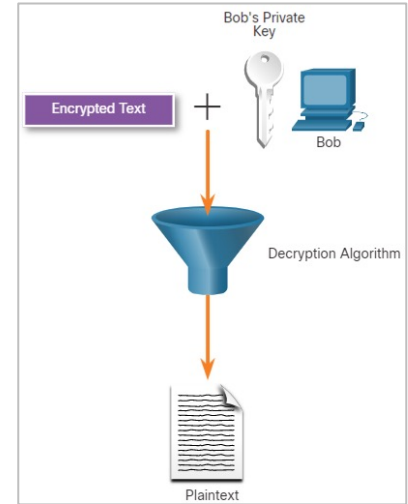 Bob's Private
Key
Encrypted Text
+
Bob
Decryption Algorithm
Plaintext